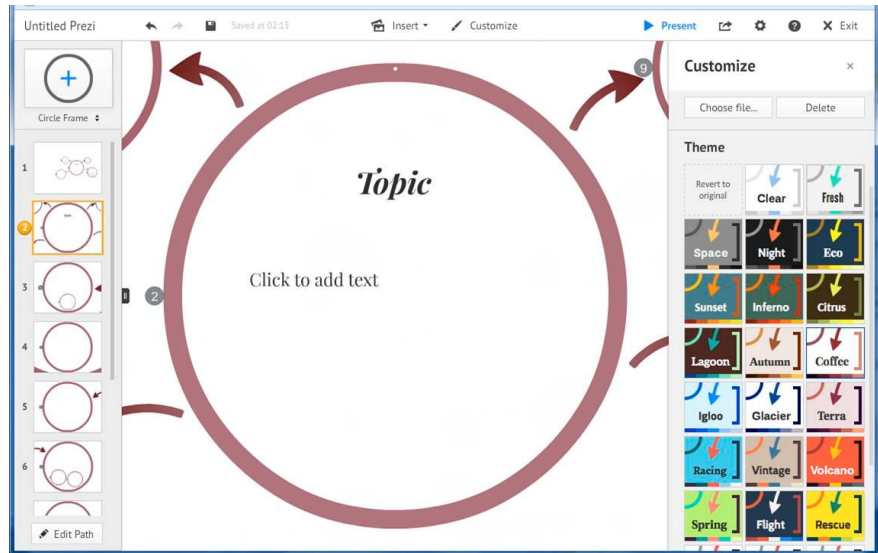 Untitled Prezi
Saved at 02:13
Insert
Customize
Present
? Exit
Circle Frame
1
2
3
4
5
6
Edit Path
9
Topic
Click to add text
2
Customize ×
Choose file...
Delete
Theme
Revert to
original
Clear
Fresh
Space
Night
Eco
Sunset
Inferno
Citrus
Lagoon
Autumn
Coffee
Igloo
Glacier
Terra
Racing
Vintage
Volcano
Spring
Flight
Rescue